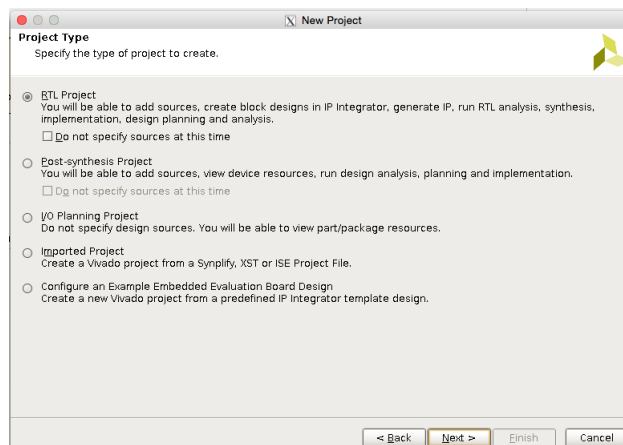 New Project
Project Type
Specify the type of project to create.
RTL Project
You will be able to add sources, create block designs in IP Integrator, generate IP, run RTL analysis, synthesis,
implementation, design planning and analysis.
Do not specify sources at this time
Post-synthesis Project
You will be able to add sources, view device resources, run design analysis, planning and implementation.
Do not specify sources at this time
I/O Planning Project
Do not specify design sources. You will be able to view part/package resources.
Imported Project
Create a Vivado project from a Synplify, XST or ISE Project File.
Configure an Example Embedded Evaluation Board Design
Create a new Vivado project from a predefined IP Integrator template design.
< Back Next > Finish Cancel